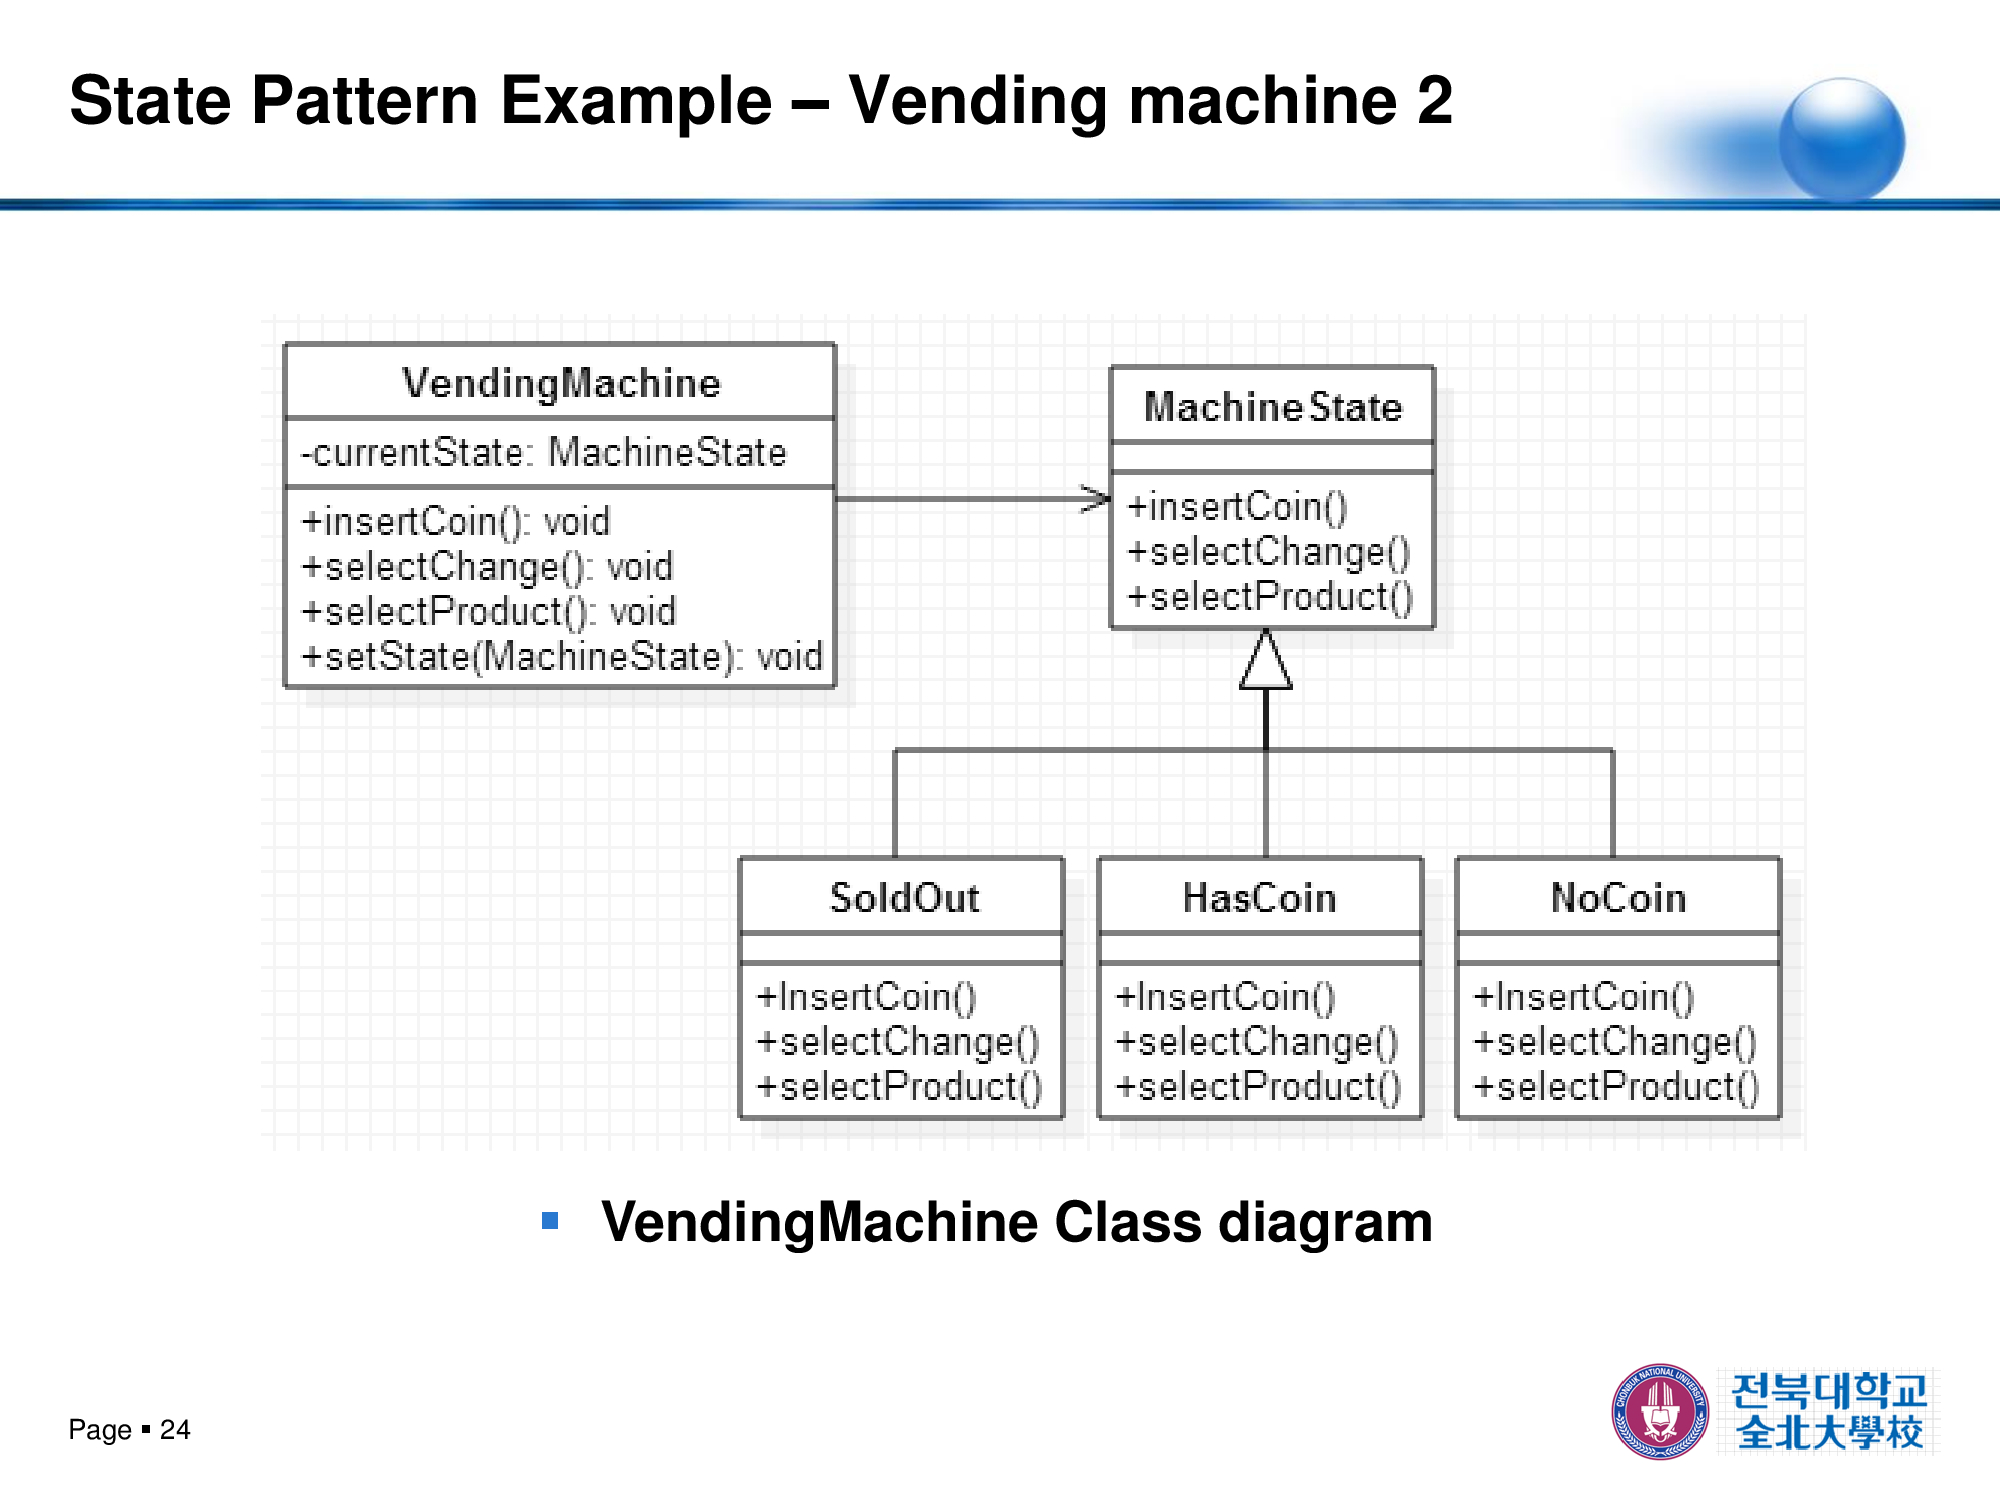 State Pattern Example – Vending machine 2
VendingMachine
-currentState: MachineState
+insertCoin(): void
+selectChange(): void
+selectProduct(): void
+setState(MachineState): void
MachineState
+insertCoin()
+selectChange()
+selectProduct()
SoldOut
+InsertCoin()
+selectChange()
+selectProduct()
HasCoin
+InsertCoin()
+selectChange()
+selectProduct()
NoCoin
+InsertCoin()
+selectChange()
+selectProduct()
▪ VendingMachine Class diagram
Page ▪ 24
CHONBUK NATIONAL UNIVERSITY
전북대학교
全北大學校